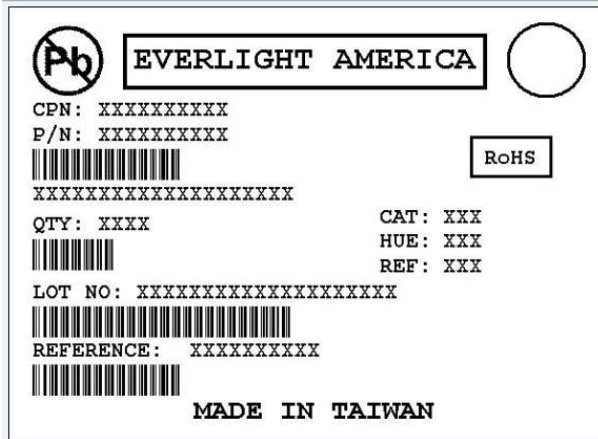 Pb EVERLIGHT AMERICA
CPN: XXXXXXXXXX
P/N: XXXXXXXXXX
RoHS
XXXXXXXXXXXXXXXXXXXX
QTY: XXXX
CAT: XXX
HUE: XXX
REF: XXX
LOT NO: XXXXXXXXXXXXXXXXXXXX
REFERENCE: XXXXXXXXXX
MADE IN TAIWAN